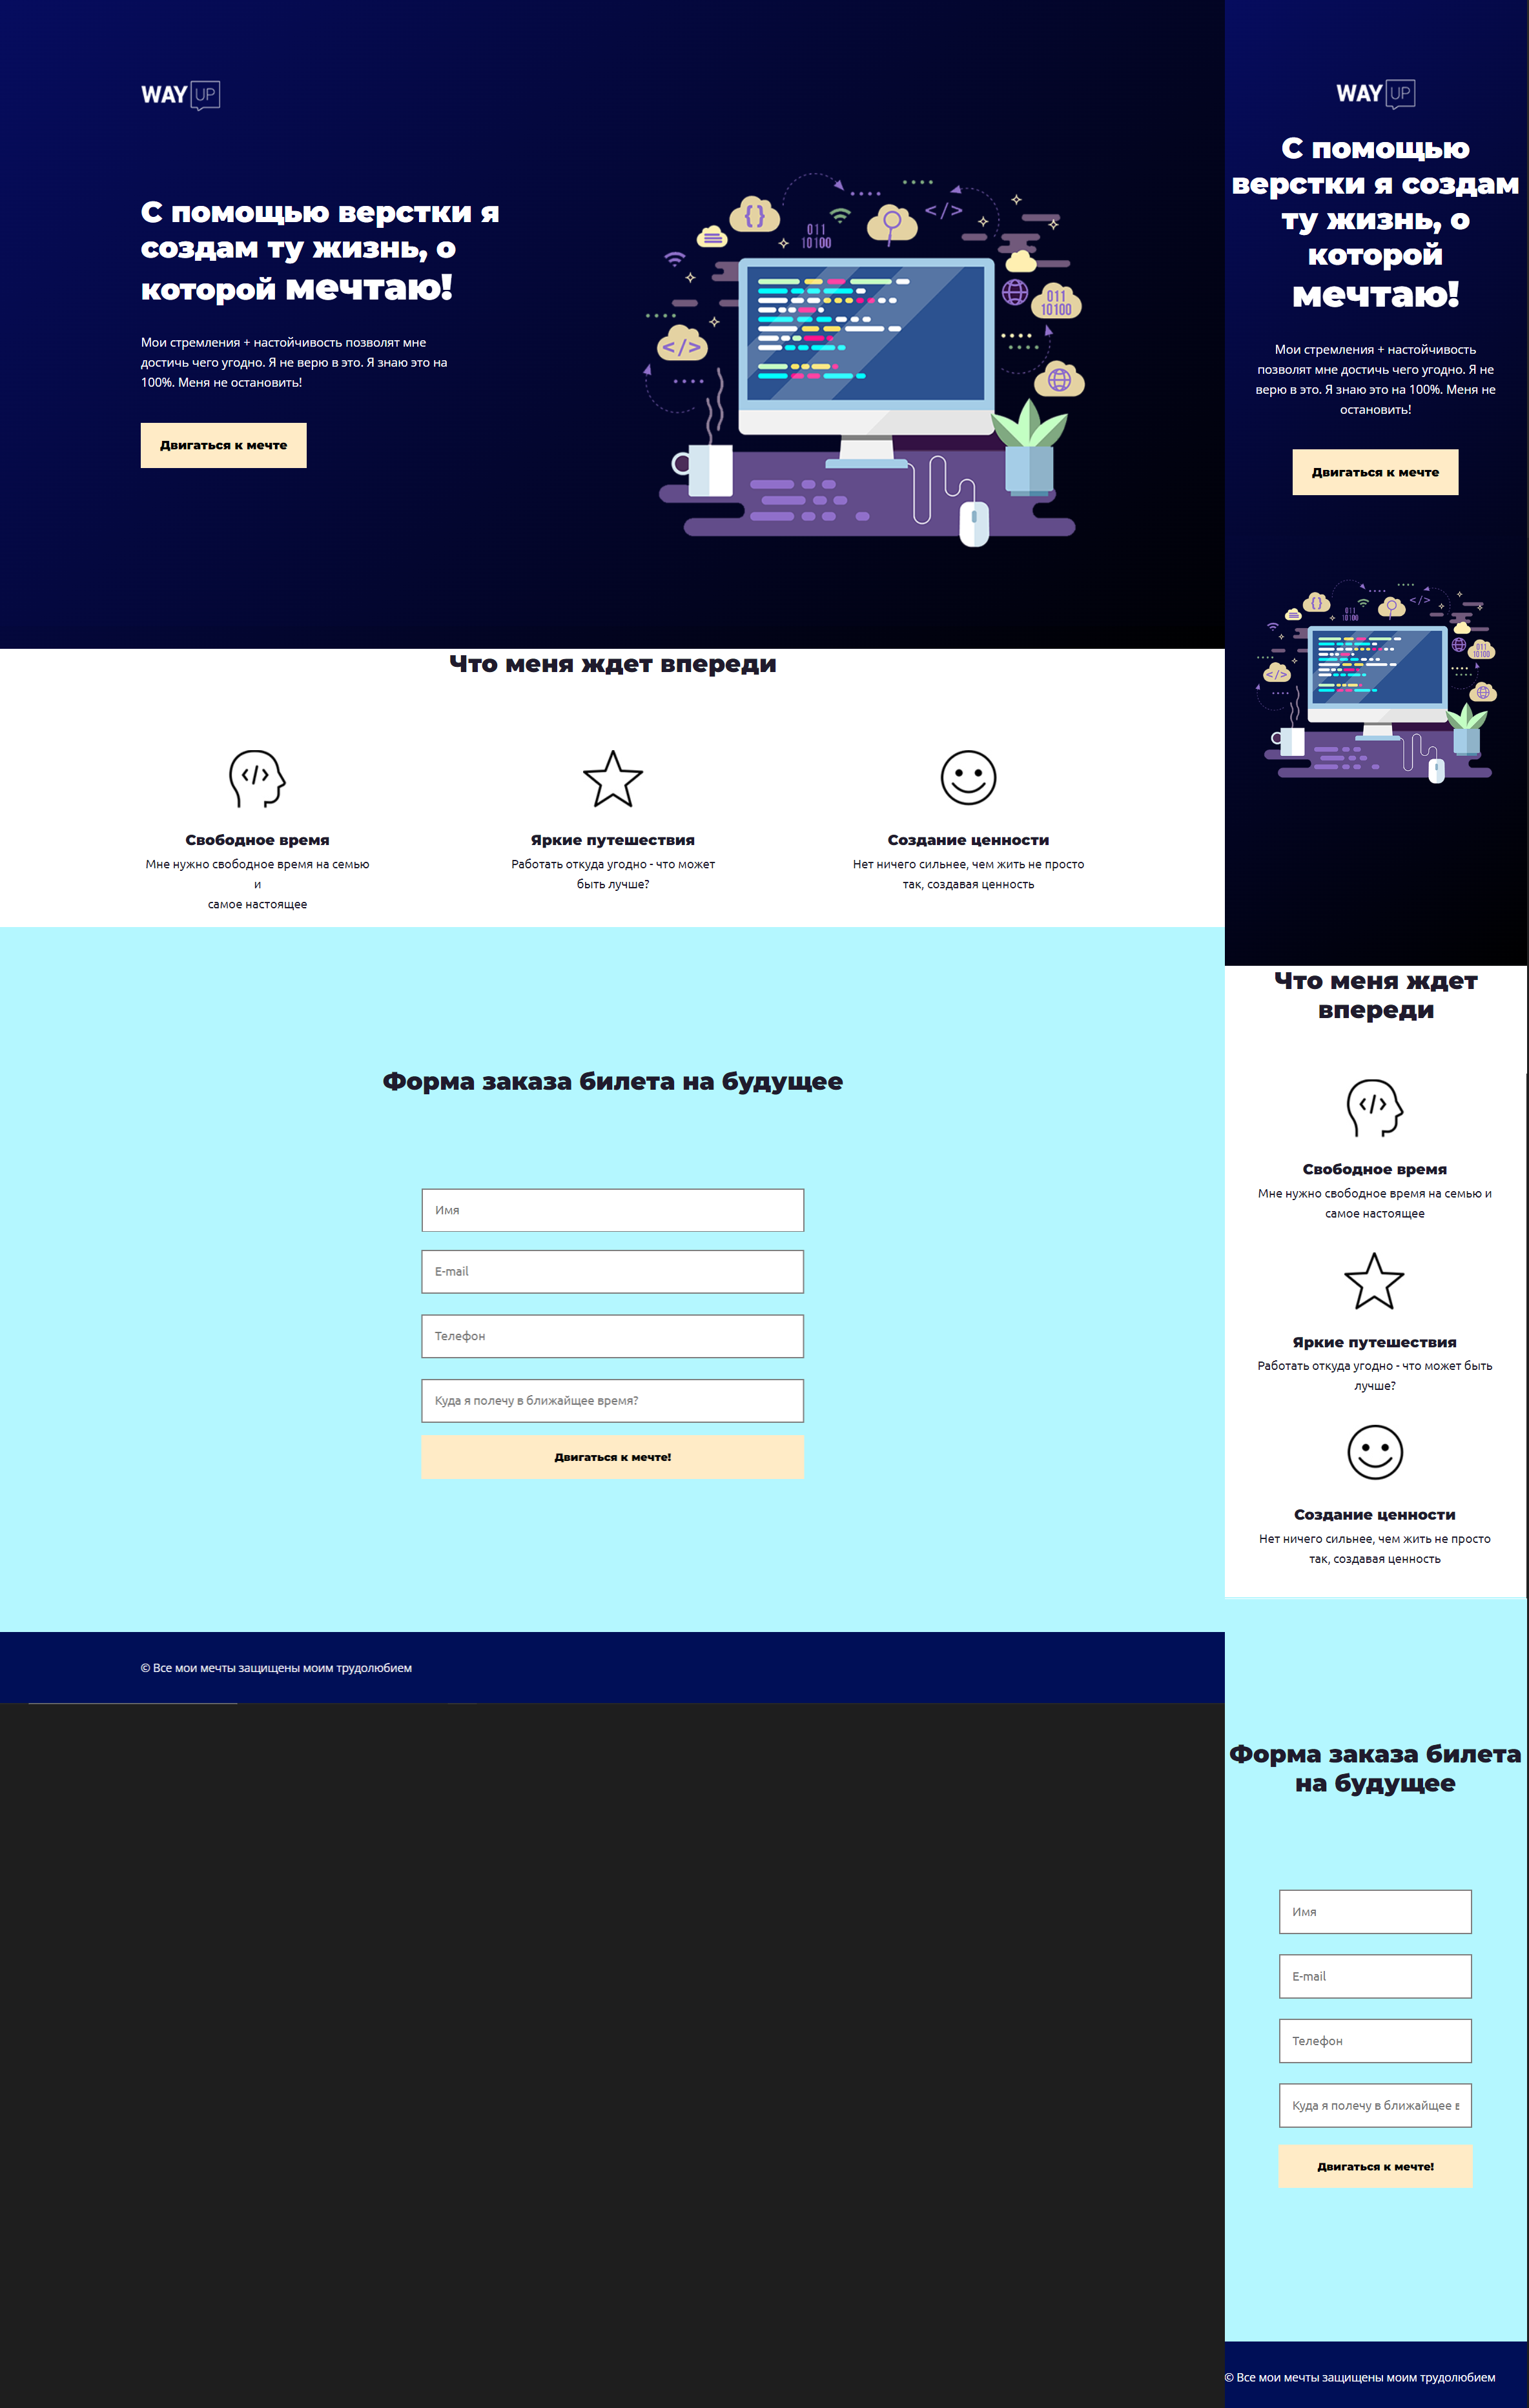 WAY UP
С помощью верстки я
создам ту жизнь, о
которой мечтаю!
Мои стремления + настойчивость позволят мне
достичь чего угодно. Я не верю в это. Я знаю это на
100%. Меня не остановить!
Двигаться к мечте
{}
011
10100
</>
011
10100
</>
Что меня ждет впереди
</>
Свободное время
Мне нужно свободное время на семью
и
самое настоящее
Яркие путешествия
Работать откуда угодно - что может
быть лучше?
Создание ценности
Нет ничего сильнее, чем жить не просто
так, создавая ценность
Форма заказа билета на будущее
Имя
E-mail
Телефон
Куда я полечу в ближайщее время?
Двигаться к мечте!
© Все мои мечты защищены моим трудолюбием
WAY UP
С помощью
верстки я создам
ту жизнь, о
которой
мечтаю!
Мои стремления + настойчивость
позволят мне достичь чего угодно. Я не
верю в это. Я знаю это на 100%. Меня не
остановить!
Двигаться к мечте
{}
011
10100
</>
011
10100
</>
Что меня ждет
впереди
</>
Свободное время
Мне нужно свободное время на семью и
самое настоящее
Яркие путешествия
Работать откуда угодно - что может быть
лучше?
Создание ценности
Нет ничего сильнее, чем жить не просто
так, создавая ценность
Форма заказа билета
на будущее
Имя
E-mail
Телефон
Куда я полечу в ближайщее в
Двигаться к мечте!
© Все мои мечты защищены моим трудолюбием